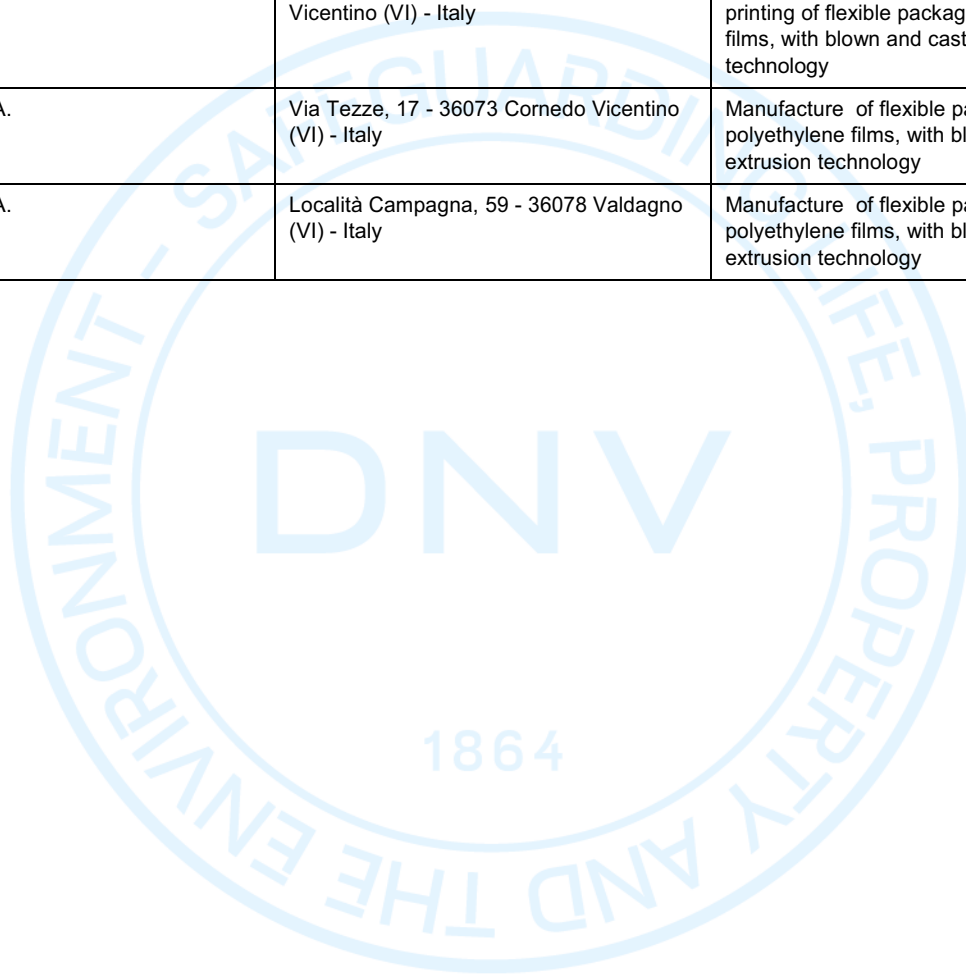 Vicentino (VI) - Italy
printing of flexible packag
films, with blown and cast
technology
A.
Via Tezze, 17 - 36073 Cornedo Vicentino
(VI) - Italy
Manufacture  of flexible pa
polyethylene films, with bl
extrusion technology
A.
Località Campagna, 59 - 36078 Valdagno
(VI) - Italy
Manufacture  of flexible pa
polyethylene films, with bl
extrusion technology
SAFEGUARDING LIFE, PROPERTY AND THE ENVIRONMENT -
DNV
1864